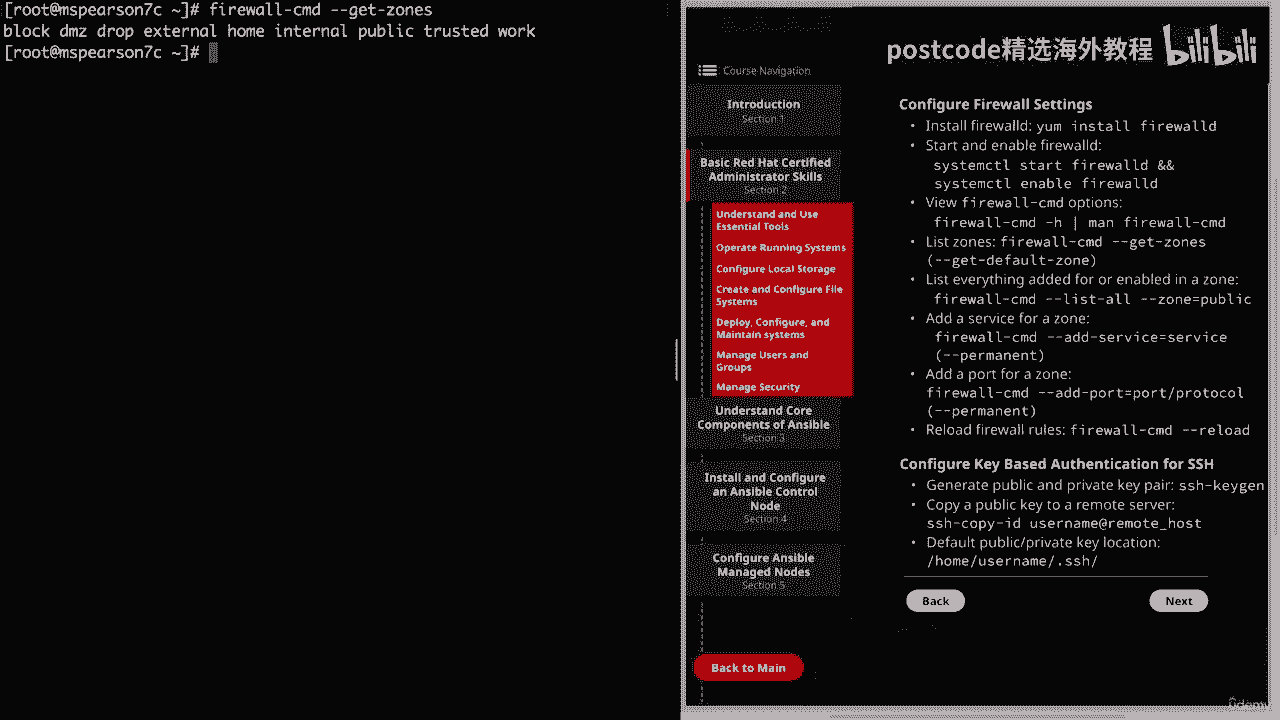 [root@mspearson7c ~]# firewall-cmd --get-zones
block dmz drop external home internal public trusted work
[root@mspearson7c ~]#
postcode精选海外教程 bilibili
Course Navigation
Introduction
Section 1
Basic Red Hat Certified
Administrator Skills
Section 2
Understand and Use
Essential Tools
Operate Running Systems
Configure Local Storage
Create and Configure File
Systems
Deploy, Configure, and
Maintain systems
Manage Users and
Groups
Manage Security
Understand Core
Components of Ansible
Section 3
Install and Configure
an Ansible Control
Node
Section 4
Configure Ansible
Managed Nodes
Section 5
Back to Main
Configure Firewall Settings
• Install firewalld: yum install firewalld
• Start and enable firewalld:
systemctl start firewalld &&
systemctl enable firewalld
• View firewall-cmd options:
firewall-cmd -h | man firewall-cmd
• List zones: firewall-cmd --get-zones
(--get-default-zone)
• List everything added for or enabled in a zone:
firewall-cmd --list-all --zone=public
• Add a service for a zone:
firewall-cmd --add-service=service
(--permanent)
• Add a port for a zone:
firewall-cmd --add-port=port/protocol
(--permanent)
• Reload firewall rules: firewall-cmd --reload
Configure Key Based Authentication for SSH
• Generate public and private key pair: ssh-keygen
• Copy a public key to a remote server:
ssh-copy-id username@remote_host
• Default public/private key location:
/home/username/.ssh/
Back
Next
ûdemy